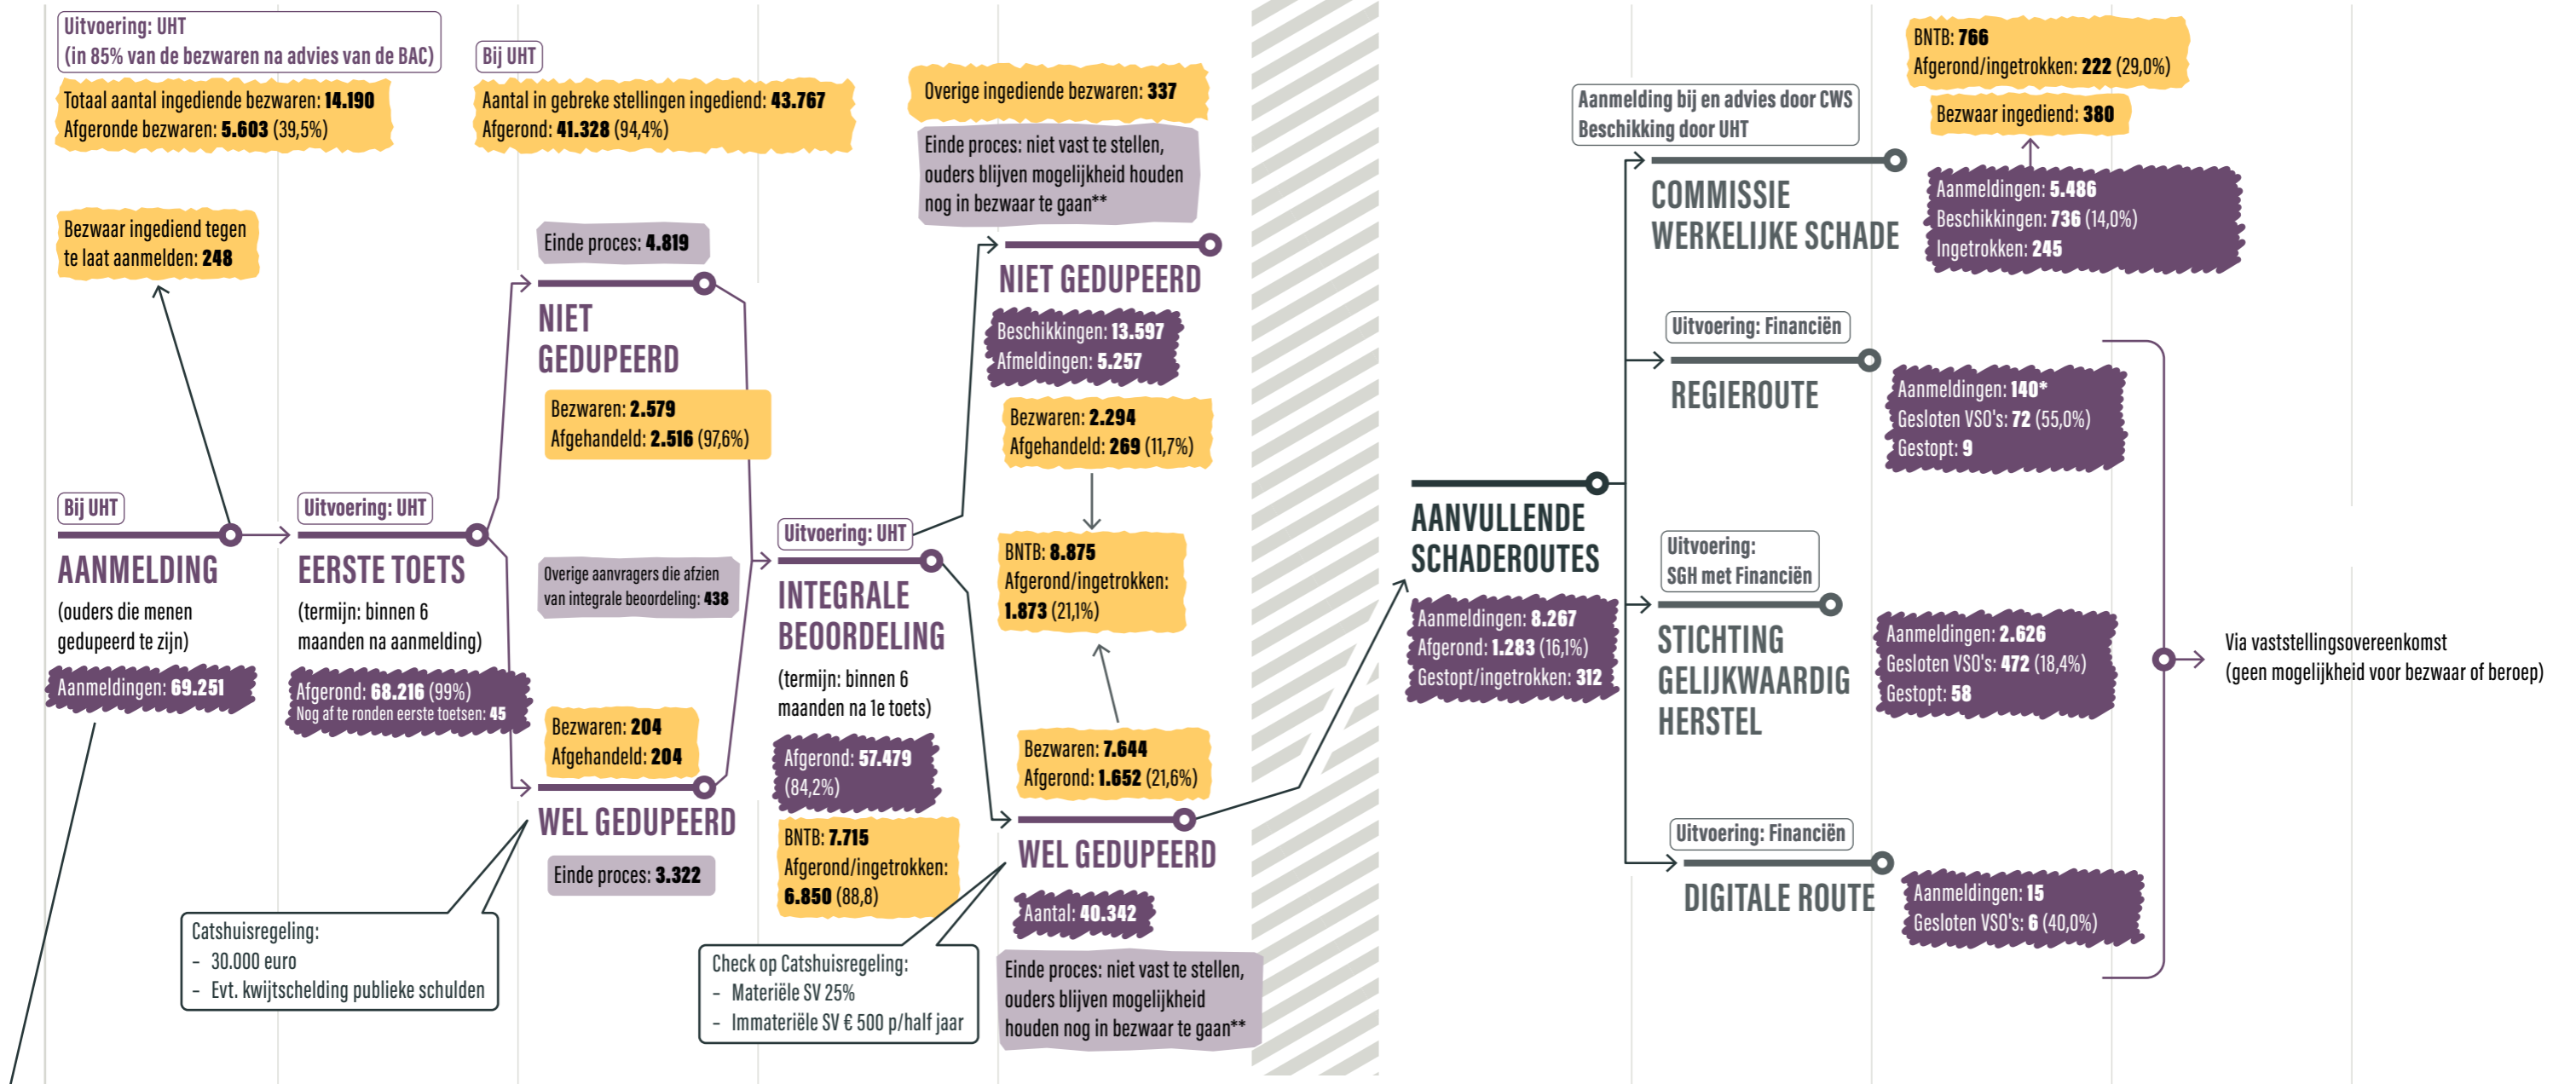 Uitvoering: UHT
(in 85% van de bezwaren na advies van de BAC)
Totaal aantal ingediende bezwaren: 14.190
Afgeronde bezwaren: 5.603 (39,5%)
Bij UHT
Aantal in gebreke stellingen ingediend: 43.767
Afgerond: 41.328 (94,4%)
Bezwaar ingediend tegen
te laat aanmelden: 248
Bij UHT
AANMELDING
(ouders die menen
gedupeerd te zijn)
Aanmeldingen: 69.251
Uitvoering: UHT
EERSTE TOETS
(termijn: binnen 6
maanden na aanmelding)
Afgerond: 68.216 (99%)
Nog af te ronden eerste toetsen: 45
Einde proces: 4.819
NIET
GEDUPEERD
Bezwaren: 2.579
Afgehandeld: 2.516 (97,6%)
Overige aanvragers die afzien
van integrale beoordeling: 438
Bezwaren: 204
Afgehandeld: 204
WEL GEDUPEERD
Einde proces: 3.322
Catshuisregeling:
- 30.000 euro
- Evt. kwijtschelding publieke schulden
Uitvoering: UHT
INTEGRALE
BEOORDELING
(termijn: binnen 6
maanden na 1e toets)
Afgerond: 57.479
(84,2%)
BNTB: 7.715
Afgerond/ingetrokken:
6.850 (88,8)
Check op Catshuisregeling:
- Materiële SV 25%
- Immateriële SV € 500 p/half jaar
Overige ingediende bezwaren: 337
Einde proces: niet vast te stellen,
ouders blijven mogelijkheid houden
nog in bezwaar te gaan**
NIET GEDUPEERD
Beschikkingen: 13.597
Afmeldingen: 5.257
Bezwaren: 2.294
Afgehandeld: 269 (11,7%)
BNTB: 8.875
Afgerond/ingetrokken:
1.873 (21,1%)
Bezwaren: 7.644
Afgerond: 1.652 (21,6%)
WEL GEDUPEERD
Aantal: 40.342
Einde proces: niet vast te stellen,
ouders blijven mogelijkheid
houden nog in bezwaar te gaan**
AANVULLENDE
SCHADEROUTES
Aanmeldingen: 8.267
Afgerond: 1.283 (16,1%)
Gestopt/ingetrokken: 312
Aanmelding bij en advies door CWS
Beschikking door UHT
COMMISSIE
WERKELIJKE SCHADE
BNTB: 766
Afgerond/ingetrokken: 222 (29,0%)
Bezwaar ingediend: 380
Aanmeldingen: 5.486
Beschikkingen: 736 (14,0%)
Ingetrokken: 245
Uitvoering: Financiën
REGIEROUTE
Aanmeldingen: 140*
Gesloten VSO's: 72 (55,0%)
Gestopt: 9
Uitvoering:
SGH met Financiën
STICHTING
GELIJKWAARDIG
HERSTEL
Aanmeldingen: 2.626
Gesloten VSO's: 472 (18,4%)
Gestopt: 58
Uitvoering: Financiën
DIGITALE ROUTE
Aanmeldingen: 15
Gesloten VSO's: 6 (40,0%)
Via vaststellingsovereenkomst
(geen mogelijkheid voor bezwaar of beroep)